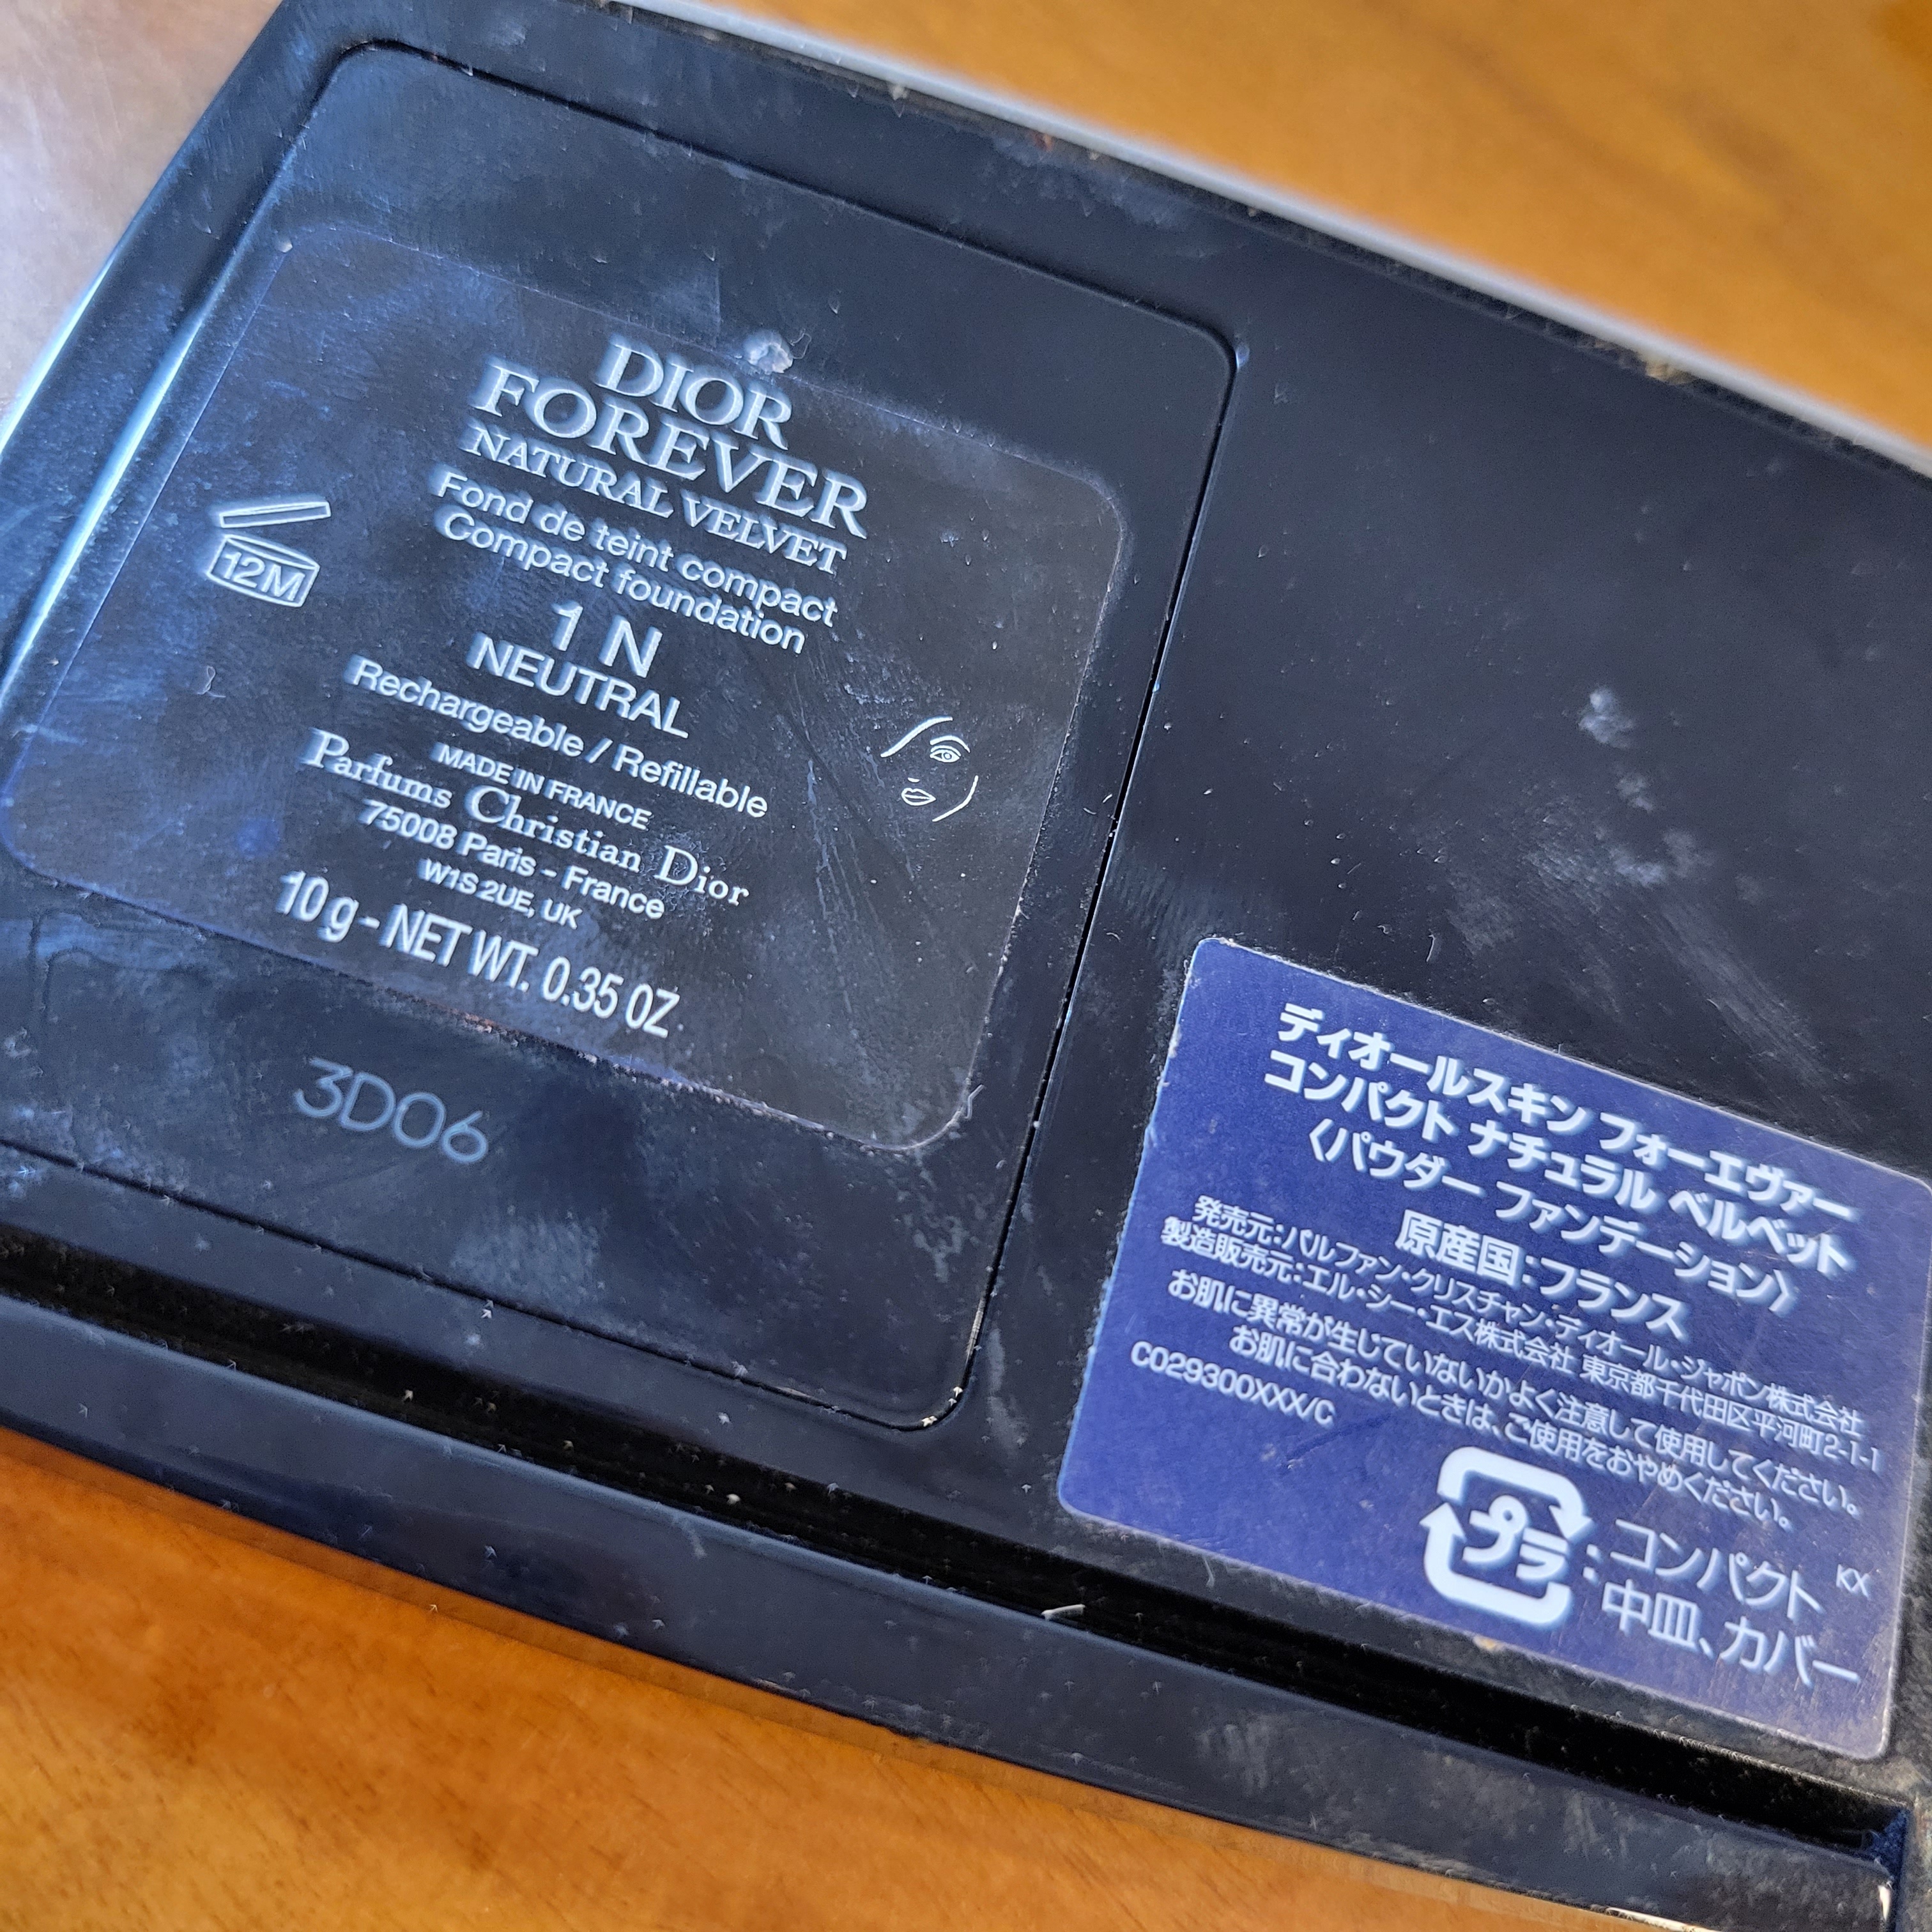 DIOR
FOREVER
NATURAL VELVET
Fond de teint compact
Compact foundation
1 N
NEUTRAL
Rechargeable / Refillable
MADE IN FRANCE
Parfums Christian Dior
75008 Paris - France
W1S 2UE, UK
10 g - NET WT. 0.35 OZ
12M
3D06
ディオールスキン フォーエヴァー
コンパクト ナチュラル ベルベット
〈パウダー ファンデーション〉
原産国:フランス
発売元:パルファン・クリスチャン・ディオール・ジャポン株式会社
製造販売元:エル・シー・エス株式会社 東京都千代田区平河町2-1-1
お肌に異常が生じていないかよく注意して使用してください。
お肌に合わないときは、ご使用をおやめください。
C029300XXX/C
プラ:コンパクト
中皿、カバー
KX